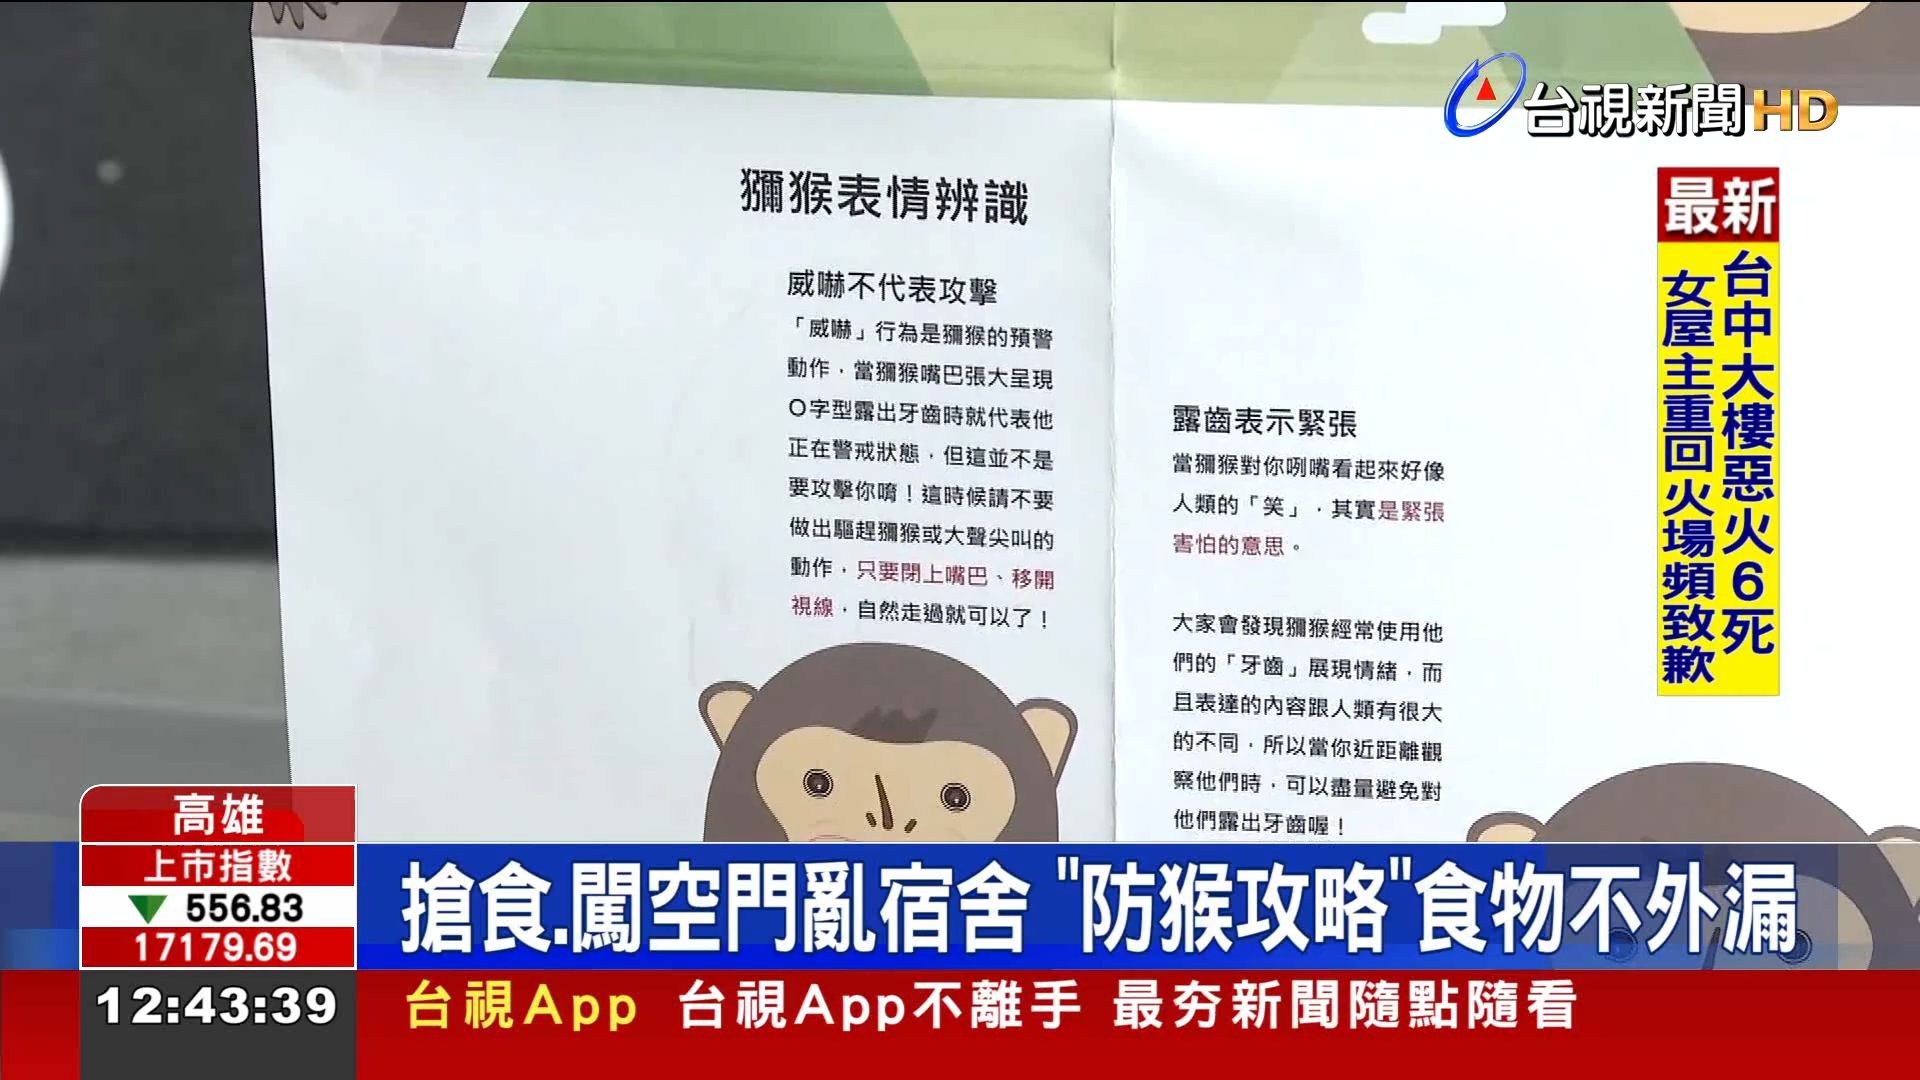 台視新聞HD
最新
台中大樓惡火6死
女屋主重回火場頻致歉
獼猴表情辨識
威嚇不代表攻擊
「威嚇」行為是獼猴的預警
動作,當獼猴嘴巴張大呈現
O字型露出牙齒時就代表他
正在警戒狀態,但這並不是
要攻擊你唷!這時候請不要
做出驅趕獼猴或大聲尖叫的
動作,只要閉上嘴巴、移開
視線,自然走過就可以了!
露齒表示緊張
當獼猴對你咧嘴看起來好像
人類的「笑」,其實是緊張
害怕的意思。
大家會發現獼猴經常使用他
們的「牙齒」展現情緒,而
且表達的內容跟人類有很大
的不同,所以當你近距離觀
察他們時,可以盡量避免對
他們露出牙齒喔!
高雄
上市指數
▼ 556.83
17179.69
12:43:39
搶食.闖空門亂宿舍 "防猴攻略"食物不外漏
台視App 台視App不離手 最夯新聞隨點隨看